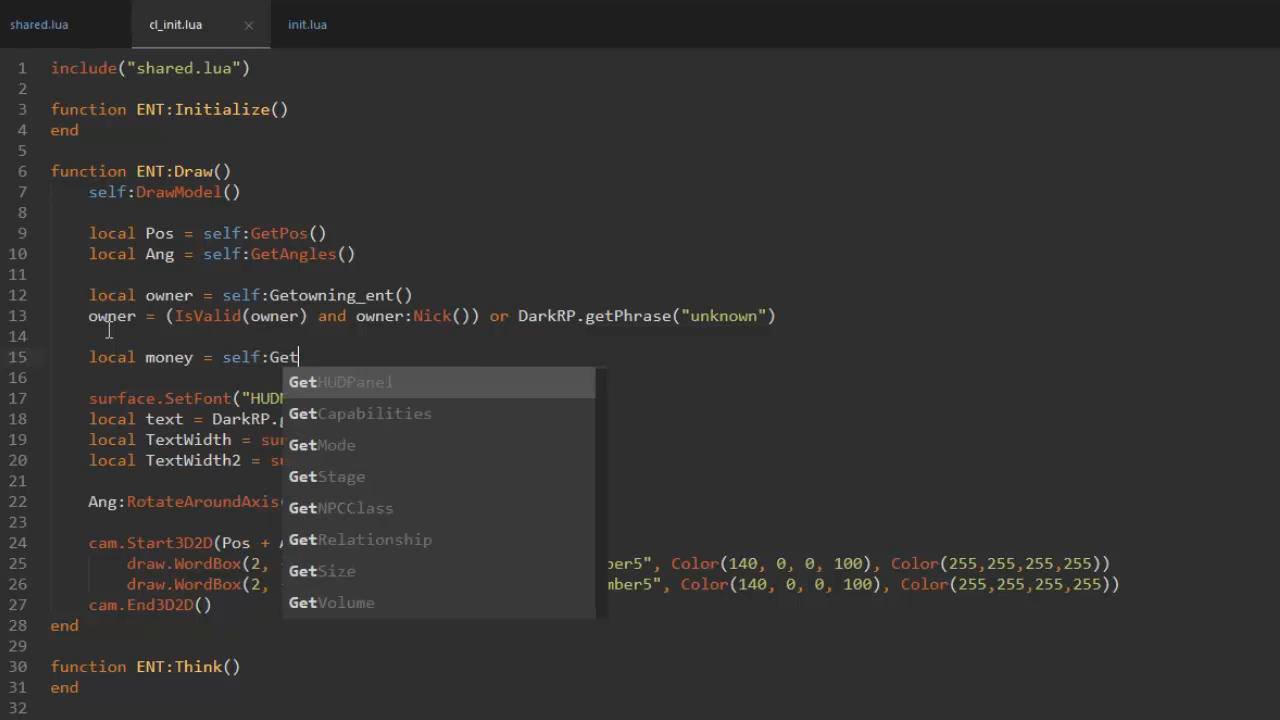 shared.lua cl_init.lua × init.lua
1 include("shared.lua")
2
3 function ENT:Initialize()
4 end
5
6 function ENT:Draw()
7 self:DrawModel()
8
9 local Pos = self:GetPos()
10 local Ang = self:GetAngles()
11
12 local owner = self:Getowning_ent()
13 owner = (IsValid(owner) and owner:Nick()) or DarkRP.getPhrase("unknown")
14
15 local money = self:Get
16
GetHUDPanel
17 surface.SetFont("HUD
GetCapabilities
18 local text = DarkRP.g
19 local TextWidth = sur
GetMode
20 local TextWidth2 = su
GetStage
21
22 Ang:RotateAroundAxis(
GetNPCClass
23
GetRelationship
24 cam.Start3D2D(Pos +
GetSize
25 draw.WordBox(2, ber5", Color(140, 0, 0, 100), Color(255,255,255,255))
26 draw.WordBox(2, mber5", Color(140, 0, 0, 100), Color(255,255,255,255))
GetVolume
27 cam.End3D2D()
28 end
29
30 function ENT:Think()
31 end
32